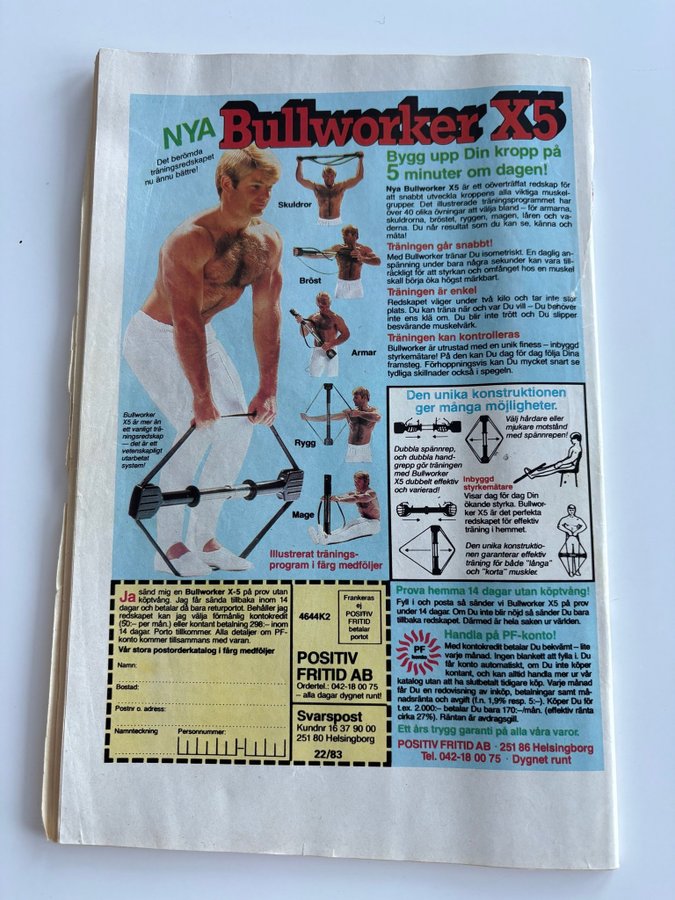 NYA Bullworker X5
Det berömda
träningsredskapet
nu ännu bättre!
Skuldror
Bröst
Armar
Rygg
Mage
Bullworker
X5 är mer än
ett vanligt trä-
ningsredskap
— det är ett
vetenskapligt
utarbetat
system!
Illustrerat tränings-
program i färg medföljer
Bygg upp Din kropp på
5 minuter om dagen!
Nya Bullworker X5 är ett oöverträffat redskap för
att snabbt utveckla kroppens alla viktiga muskel-
grupper. Det illustrerade träningsprogrammet har
över 40 olika övningar att välja bland – för armarna,
skuldrorna, bröstet, ryggen, magen, låren och va-
derna. Du når resultat som du kan se, känna och
mäta!
Träningen går snabbt!
Med Bullworker tränar Du isometriskt. En daglig an-
spänning under bara några sekunder kan vara till-
räckligt för att styrkan och omfånget hos en muskel
skall börja öka högst märkbart.
Träningen är enkel
Redskapet väger under två kilo och tar inte stor
plats. Du kan träna när och var Du vill – Du behöver
inte ens klä om. Du blir inte trött och Du slipper
besvärande muskelvärk.
Träningen kan kontrolleras
Bullworker är utrustad med en unik finess – inbyggd
styrkemätare! På den kan Du dag för dag följa Dina
framsteg. Förhoppningsvis kan Du mycket snart se
tydliga skillnader också i spegeln.
Den unika konstruktionen
ger många möjligheter.
Välj hårdare eller
mjukare motstånd
med spännrepen!
Dubbla spännrep,
och dubbla hand-
grepp gör träningen
med Bullworker
X5 dubbelt effektiv
och varierad!
Inbyggd
styrkemätare
Visar dag för dag Din
ökande styrka. Bullwor-
ker X5 är det perfekta
redskapet för effektiv
träning i hemmet.
Den unika konstruktio-
nen garanterar effektiv
träning för både "långa"
och "korta" muskler.
Ja sänd mig en Bullworker X-5 på prov utan
köptvång. Jag får sända tillbaka inom 14
dagar och betalar då bara returportot. Behåller jag
redskapet kan jag välja förmånlig kontokredit
(50:– per mån.) eller kontant betalning 298:– inom
14 dagar. Porto tillkommer. Alla detaljer om PF-
konto kommer tillsammans med varan.
Vår stora postorderkatalog i färg medföljer
Namn:
Bostad:
Postnr o. adress:
Namnteckning Personnummer:
4644K2
Frankeras
ej
POSITIV
FRITID
betalar
portot
POSITIV
FRITID AB
Ordertel.: 042-18 00 75
– alla dagar dygnet runt!
Svarspost
Kundnr 16 37 90 00
251 80 Helsingborg
22/83
Prova hemma 14 dagar utan köptvång!
Fyll i och posta så sänder vi Bullworker X5 på prov
under 14 dagar. Om Du inte blir nöjd så sänder Du bara
tillbaka redskapet. Därmed är hela saken ur världen.
PF
konto
Handla på PF-konto!
Med kontokredit betalar Du bekvämt – lite
varje månad. Ingen blankett att fylla i. Du
får konto automatiskt, om Du inte köper
kontant, och kan alltid handla mer ur vår
katalog utan att ha slutbetalt tidigare köp. Varje månad
får Du en redovisning av inköp, betalningar samt må-
nadsränta och avgift (f.n. 1,9% resp. 5:–). Köper Du för
t.ex. 2.000:– betalar Du bara 170:–/mån. (effektiv ränta
cirka 27%). Räntan är avdragsgill.
Ett års trygg garanti på alla våra varor.
POSITIV FRITID AB · 251 86 Helsingborg
Tel. 042-18 00 75 · Dygnet runt